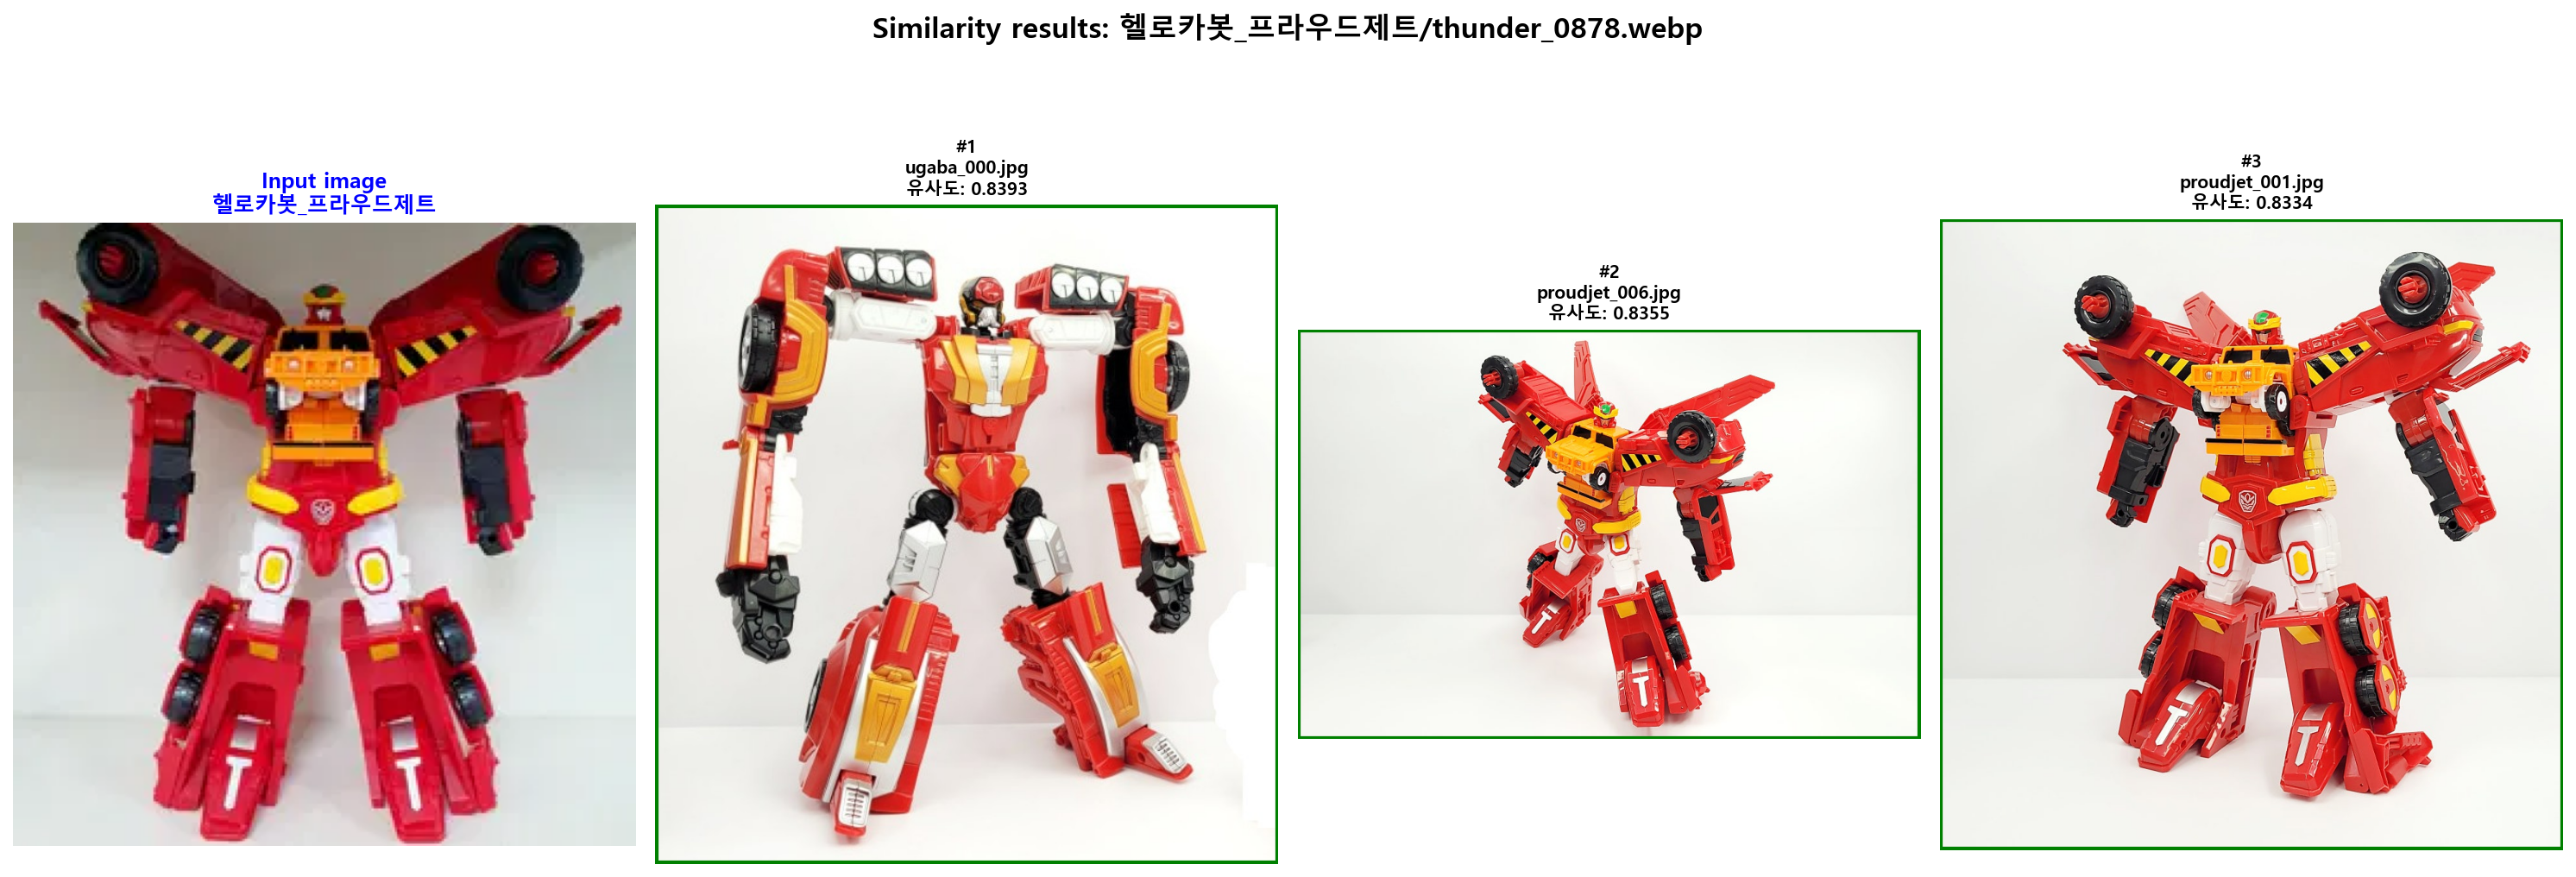 Similarity results: 헬로카봇_프라우드제트/thunder_0878.webp
Input image
헬로카봇_프라우드제트
#1
ugaba_000.jpg
유사도: 0.8393
#2
proudjet_006.jpg
유사도: 0.8355
#3
proudjet_001.jpg
유사도: 0.8334
T
T
T
T
T
T